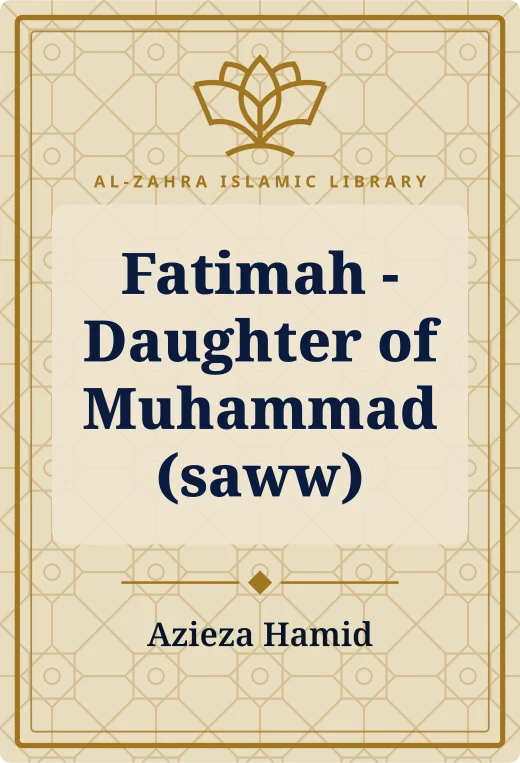 AL-ZAHRA ISLAMIC LIBRARY
Fatimah -
Daughter of
Muhammad
(saww)
Azieza Hamid